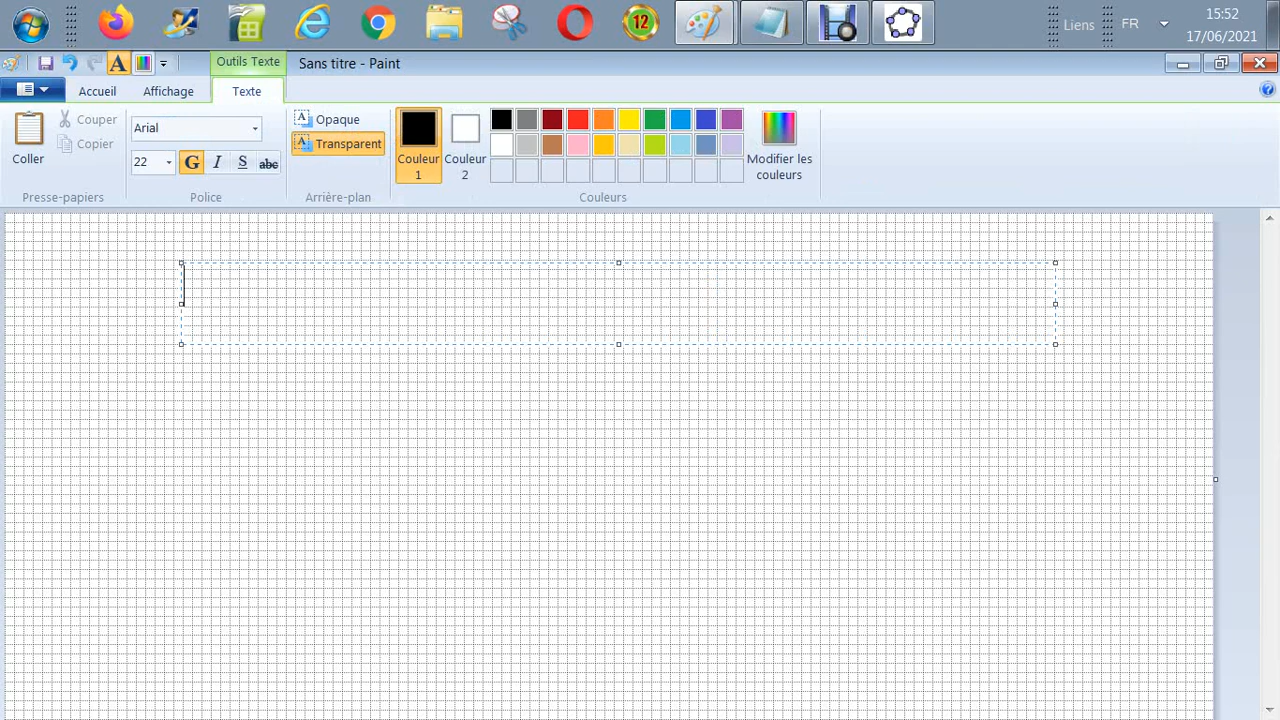 12
Liens
FR
15:52
17/06/2021
A
Outils Texte
Sans titre - Paint
Accueil
Affichage
Texte
?
Coller
Couper
Copier
Presse-papiers
Arial
22
G I S abc
Police
A Opaque
A Transparent
Arrière-plan
Couleur
1
Couleur
2
Modifier les
couleurs
Couleurs